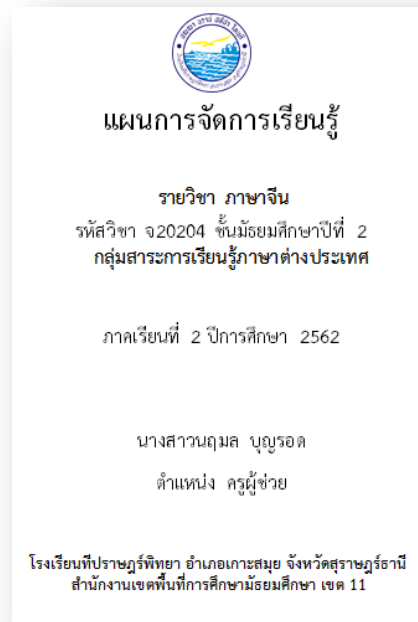 แผนการจัดการเรียนรู้
รายวิชา ภาษาจีน
รหัสวิชา จ20204 ชั้นมัธยมศึกษาปีที่ 2
กลุ่มสาระการเรียนรู้ภาษาต่างประเทศ
ภาคเรียนที่ 2 ปีการศึกษา 2562
นางสาวนฤมล บุญรอด
ตำแหน่ง ครูผู้ช่วย
โรงเรียนทีปราษฎร์พิทยา อำเภอเกาะสมุย จังหวัดสุราษฎร์ธานี
สำนักงานเขตพื้นที่การศึกษามัธยมศึกษา เขต 11